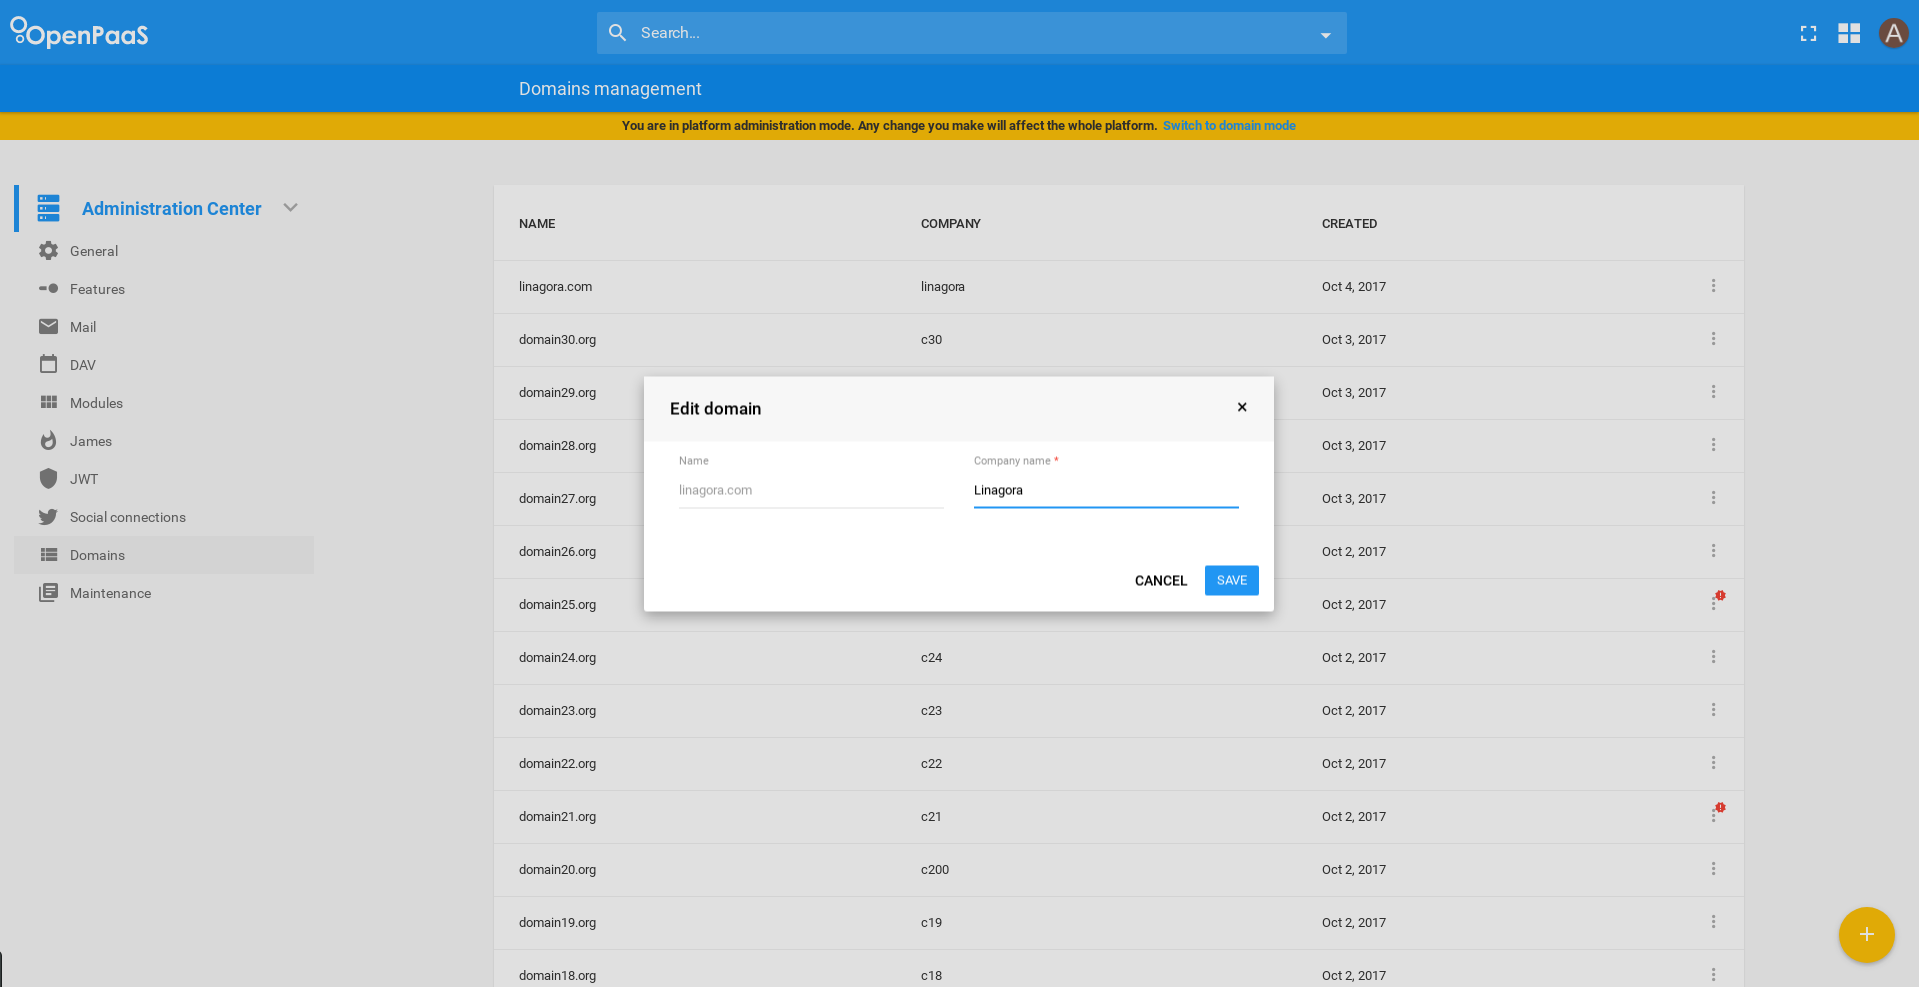 OpenPaaS
Search...
A
Domains management
You are in platform administration mode. Any change you make will affect the whole platform. Switch to domain mode
Administration Center
General
Features
Mail
DAV
Modules
James
JWT
Social connections
Domains
Maintenance
NAME COMPANY CREATED
linagora.com linagora Oct 4, 2017
domain30.org c30 Oct 3, 2017
domain29.org Oct 3, 2017
domain28.org Oct 3, 2017
domain27.org Oct 3, 2017
domain26.org Oct 2, 2017
domain25.org Oct 2, 2017
domain24.org c24 Oct 2, 2017
domain23.org c23 Oct 2, 2017
domain22.org c22 Oct 2, 2017
domain21.org c21 Oct 2, 2017
domain20.org c200 Oct 2, 2017
domain19.org c19 Oct 2, 2017
domain18.org c18 Oct 2, 2017
Edit domain
Name Company name *
linagora.com Linagora
CANCEL SAVE